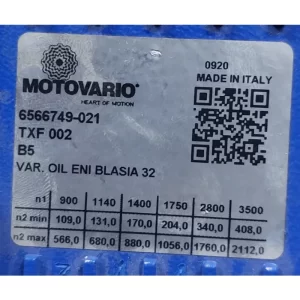 0920
MOTOVARIO®
HEART OF MOTION
MADE IN ITALY
6566749-021
TXF 002
B5
VAR. OIL ENI BLASIA 32
n1 900 1140 1400 1750 2800 3500
n2 min 109,0 131,0 170,0 204,0 340,0 408,0
n2 max 566,0 680,0 880,0 1056,0 1760,0 2112,0